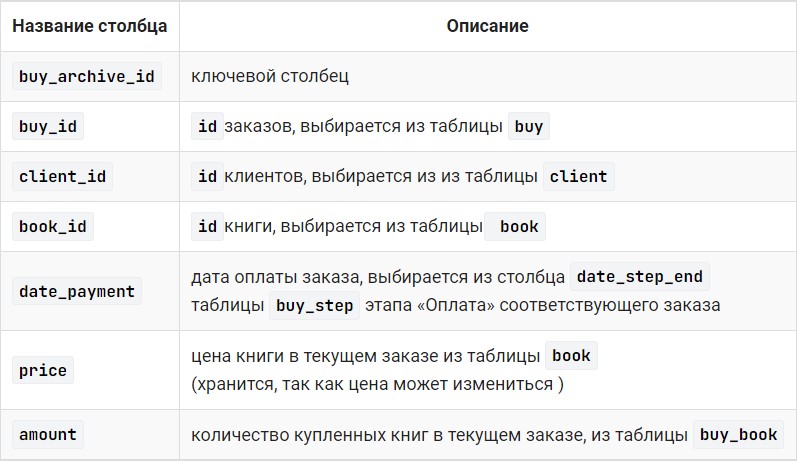 Название столбца Описание
buy_archive_id ключевой столбец
buy_id id заказов, выбирается из таблицы buy
client_id id клиентов, выбирается из из таблицы client
book_id id книги, выбирается из таблицы book
date_payment дата оплаты заказа, выбирается из столбца date_step_end
таблицы buy_step этапа «Оплата» соответствующего заказа
price цена книги в текущем заказе из таблицы book
(хранится, так как цена может измениться )
amount количество купленных книг в текущем заказе, из таблицы buy_book